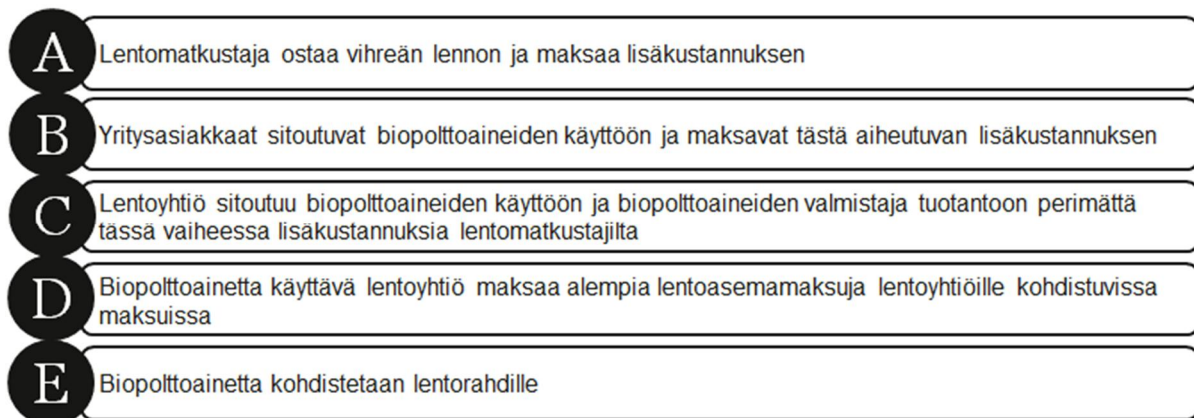 A
Lentomatkustaja ostaa vihreän lennon ja maksaa lisäkustannuksen
B
Yritysasiakkaat sitoutuvat biopolttoaineiden käyttöön ja maksavat tästä aiheutuvan lisäkustannuksen
C
Lentoyhtiö sitoutuu biopolttoaineiden käyttöön ja biopolttoaineiden valmistaja tuotantoon perimättä
tässä vaiheessa lisäkustannuksia lentomatkustajilta
D
Biopolttoainetta käyttävä lentoyhtiö maksaa alempia lentoasemamaksuja lentoyhtiöille kohdistuvissa
maksuissa
E
Biopolttoainetta kohdistetaan lentorahdille